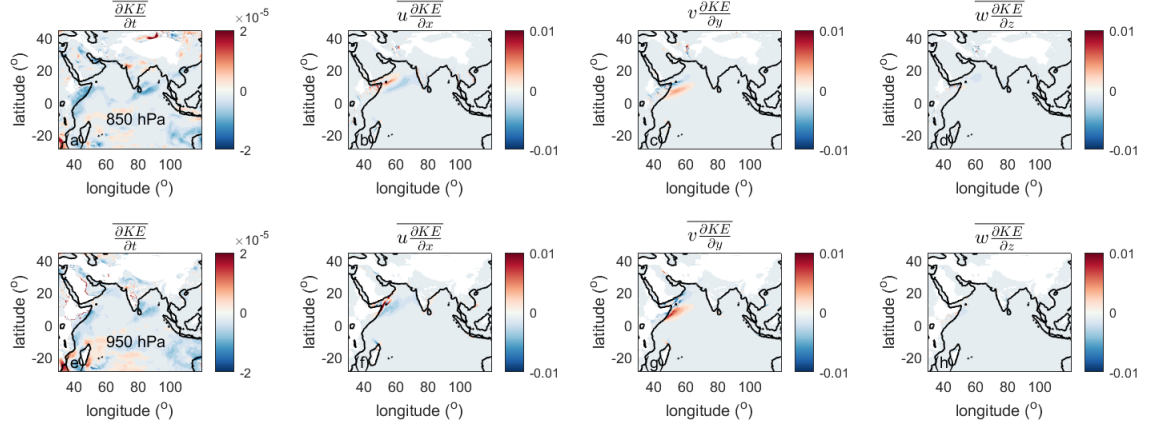 ∂KE/∂t
u ∂KE/∂x
v ∂KE/∂y
w ∂KE/∂z
×10⁻⁵
2
0
-2
0.01
0
-0.01
0.01
0
-0.01
0.01
0
-0.01
latitude (°)
40
20
0
-20
850 hPa
a)
latitude (°)
40
20
0
-20
b)
latitude (°)
40
20
0
-20
c)
latitude (°)
40
20
0
-20
d)
40 60 80 100
40 60 80 100
40 60 80 100
40 60 80 100
longitude (°)
longitude (°)
longitude (°)
longitude (°)
∂KE/∂t
u ∂KE/∂x
v ∂KE/∂y
w ∂KE/∂z
×10⁻⁵
2
0
-2
0.01
0
-0.01
0.01
0
-0.01
0.01
0
-0.01
latitude (°)
40
20
0
-20
950 hPa
e)
latitude (°)
40
20
0
-20
f)
latitude (°)
40
20
0
-20
g)
latitude (°)
40
20
0
-20
h)
40 60 80 100
40 60 80 100
40 60 80 100
40 60 80 100
longitude (°)
longitude (°)
longitude (°)
longitude (°)